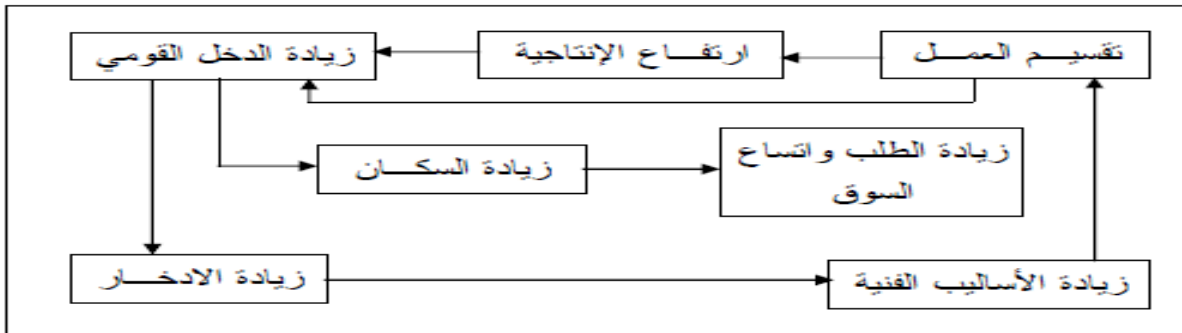 تقسيم العمل
ارتفاع الإنتاجية
زيادة الدخل القومي
زيادة السكان
زيادة الطلب واتساع
السوق
زيادة الادخار
زيادة الأساليب الفنية